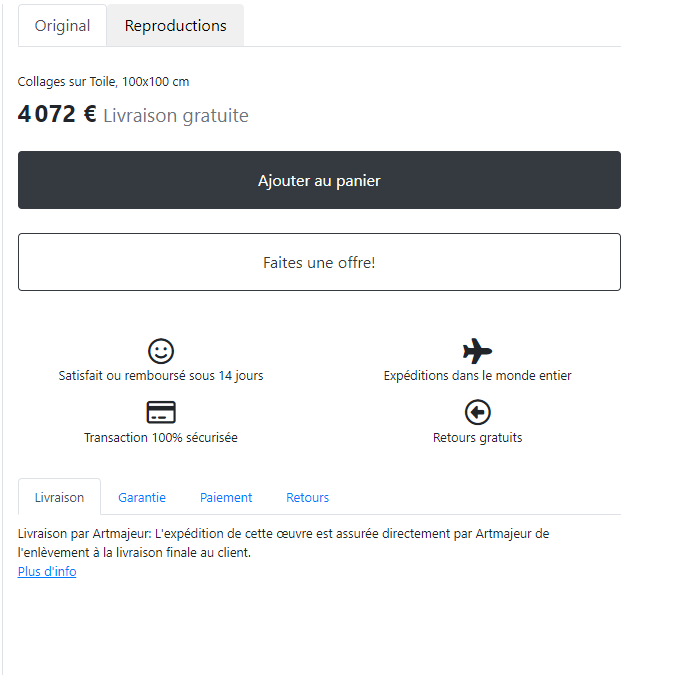 Original
Reproductions
Collages sur Toile, 100x100 cm
4 072 € Livraison gratuite
Ajouter au panier
Faites une offre!
Satisfait ou remboursé sous 14 jours
Expéditions dans le monde entier
Transaction 100% sécurisée
Retours gratuits
Livraison
Garantie
Paiement
Retours
Livraison par Artmajeur: L'expédition de cette œuvre est assurée directement par Artmajeur de
l'enlèvement à la livraison finale au client.
Plus d'info